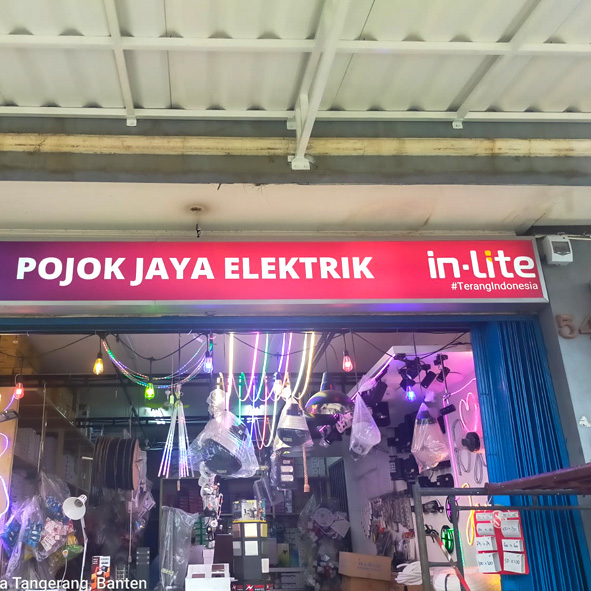 POJOK JAYA ELEKTRIK
in·lite
#TerangIndonesia
a Tangerang, Banten